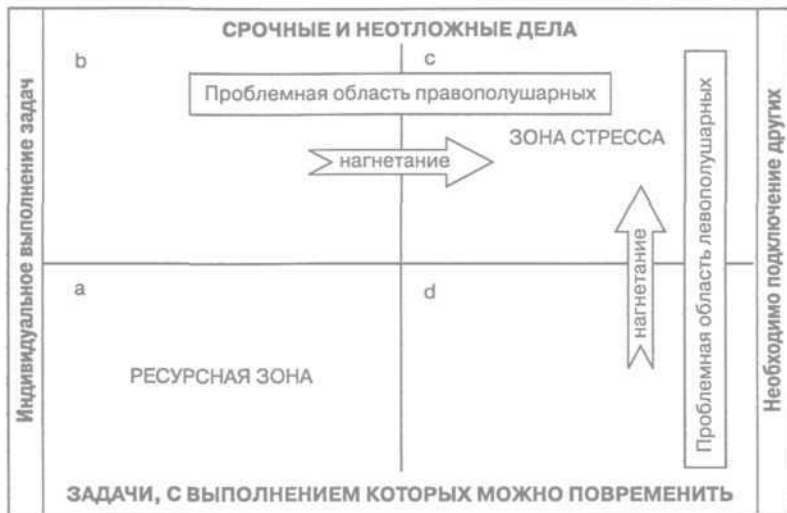 СРОЧНЫЕ И НЕОТЛОЖНЫЕ ДЕЛА
b
c
Проблемная область правополушарных
ЗОНА СТРЕССА
нагнетание
нагнетание
Проблемная область левополушарных
Индивидуальное выполнение задач
Необходимо подключение других
a
d
РЕСУРСНАЯ ЗОНА
ЗАДАЧИ, С ВЫПОЛНЕНИЕМ КОТОРЫХ МОЖНО ПОВРЕМЕНИТЬ